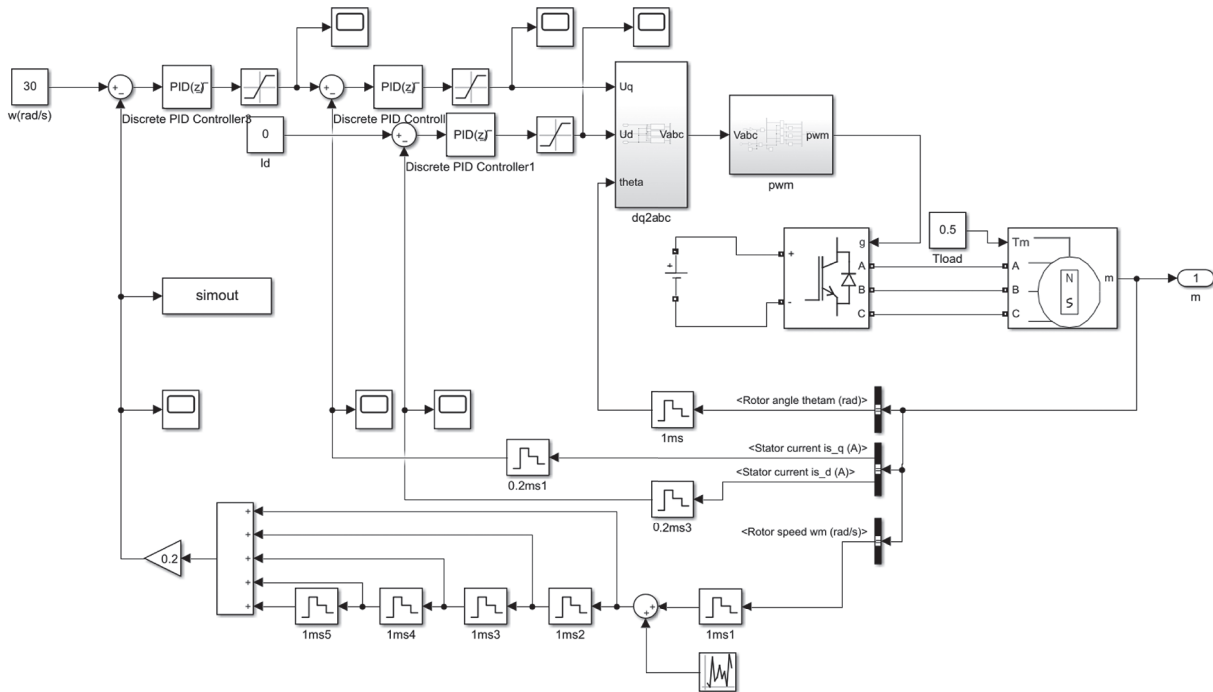 30
w(rad/s)
PID(z)
Discrete PID Controller3
PID(z)
Discrete PID Controll
0
Id
PID(z)
Discrete PID Controller1
Uq
Ud
Vabc
theta
dq2abc
Vabc
pwm
pwm
+
-
g
A
B
C
+
0.5
Tload
Tm
A
B
C
N
S
m
1
m
simout
1ms
<Rotor angle thetam (rad)>
<Stator current is_q (A)>
0.2ms1
<Stator current is_d (A)>
0.2ms3
<Rotor speed wm (rad/s)>
0.2
+
+
+
+
+
1ms5
1ms4
1ms3
1ms2
+
+
1ms1